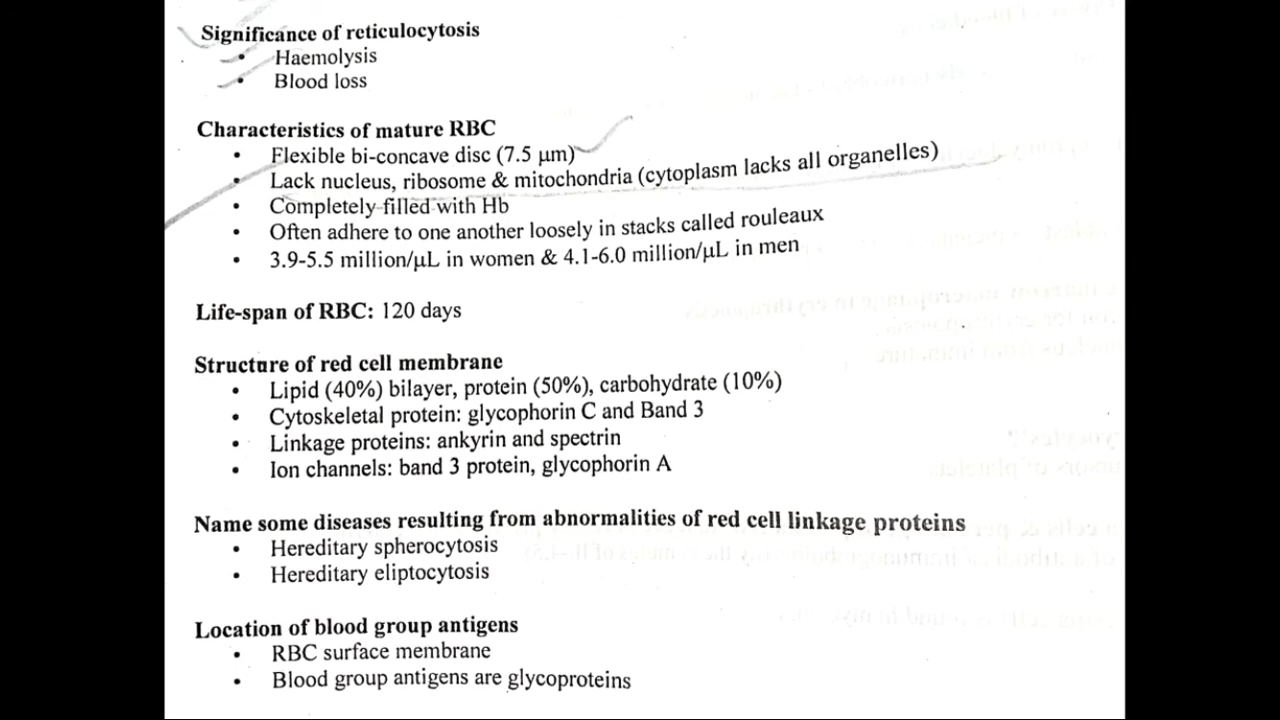 Significance of reticulocytosis
• Haemolysis
• Blood loss
Characteristics of mature RBC
• Flexible bi-concave disc (7.5 μm)
• Lack nucleus, ribosome & mitochondria (cytoplasm lacks all organelles)
• Completely filled with Hb
• Often adhere to one another loosely in stacks called rouleaux
• 3.9-5.5 million/μL in women & 4.1-6.0 million/μL in men
Life-span of RBC: 120 days
Structure of red cell membrane
• Lipid (40%) bilayer, protein (50%), carbohydrate (10%)
• Cytoskeletal protein: glycophorin C and Band 3
• Linkage proteins: ankyrin and spectrin
• Ion channels: band 3 protein, glycophorin A
Name some diseases resulting from abnormalities of red cell linkage proteins
• Hereditary spherocytosis
• Hereditary eliptocytosis
Location of blood group antigens
• RBC surface membrane
• Blood group antigens are glycoproteins